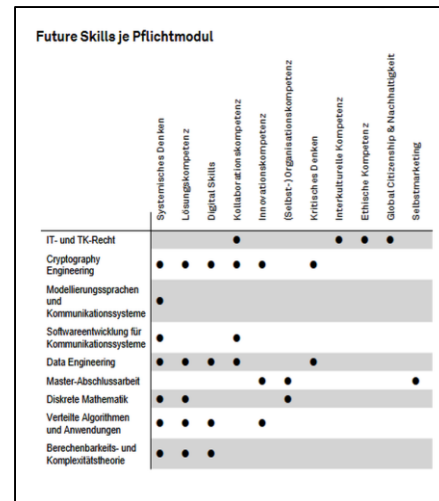 Future Skills je Pflichtmodul
Systemisches Denken
Lösungskompetenz
Digital Skills
Kollaborationskompetenz
Innovationskompetenz
(Selbst-) Organisationskompetenz
Kritisches Denken
Interkulturelle Kompetenz
Ethische Kompetenz
Global Citizenship & Nachhaltigkeit
Selbstmarketing
IT- und TK-Recht
Cryptography
Engineering
Modellierungssprachen
und
Kommunikationssysteme
Softwareentwicklung für
Kommunikationssysteme
Data Engineering
Master-Abschlussarbeit
Diskrete Mathematik
Verteilte Algorithmen
und Anwendungen
Berechenbarkeits- und
Komplexitätstheorie